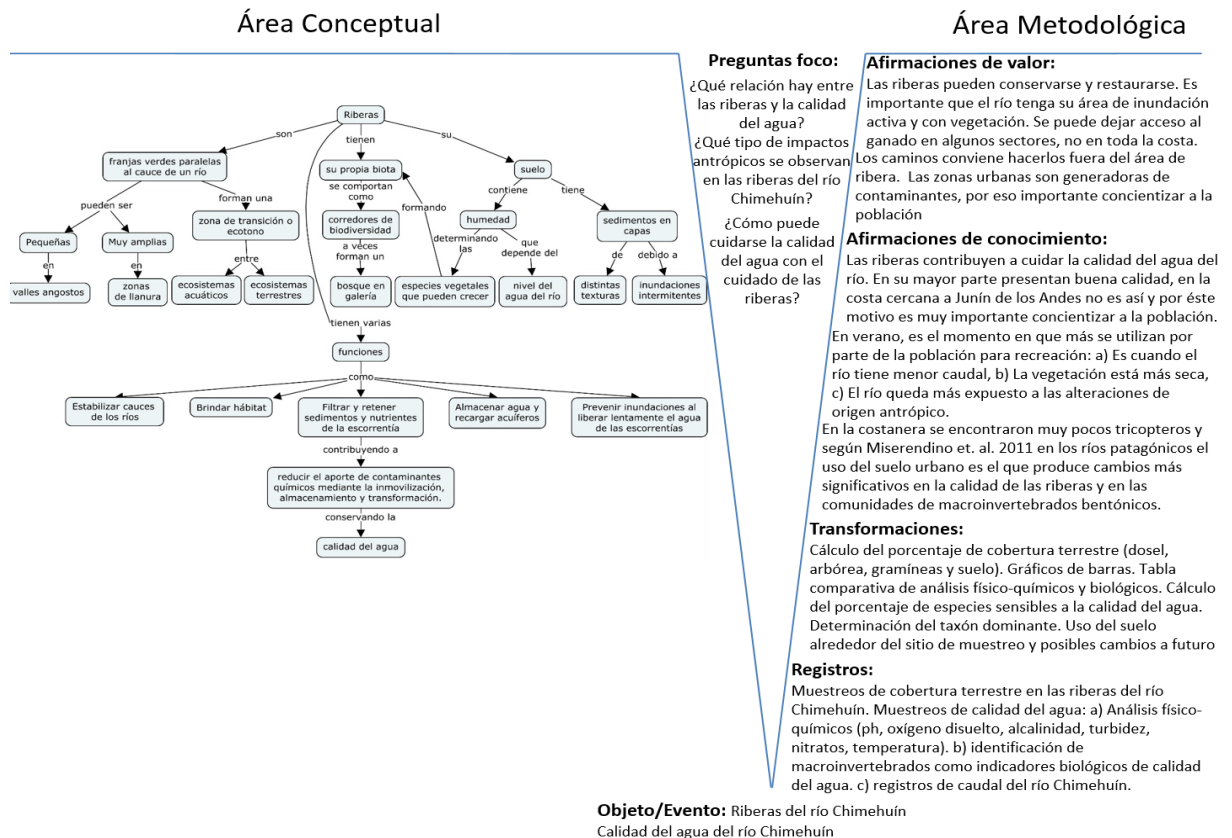 Área Conceptual
Área Metodológica
Riberas
son
tienen
su
franjas verdes paralelas
al cauce de un río
su propia biota
suelo
pueden ser
forman una
se comportan
como
formando
contiene
tiene
zona de transición o
ecotono
corredores de
biodiversidad
humedad
sedimentos en
capas
Pequeñas
Muy amplias
entre
a veces
forman un
determinando
las
que
depende del
de
debido a
en
en
valles angostos
zonas
de llanura
ecosistemas
acuáticos
ecosistemas
terrestres
bosque en
galería
especies vegetales
que pueden crecer
nivel del
agua del río
distintas
texturas
inundaciones
intermitentes
tienen varias
funciones
como
Estabilizar cauces
de los ríos
Brindar hábitat
Filtrar y retener
sedimentos y nutrientes
de la escorrentía
Almacenar agua y
recargar acuíferos
Prevenir inundaciones al
liberar lentamente el agua
de las escorrentías
contribuyendo a
reducir el aporte de contaminantes
químicos mediante la inmovilización,
almacenamiento y transformación.
conservando la
calidad del agua
Preguntas foco:
¿Qué relación hay entre
las riberas y la calidad
del agua?
¿Qué tipo de impactos
antrópicos se observan
en las riberas del río
Chimehuín?
¿Cómo puede
cuidarse la calidad
del agua con el
cuidado de las
riberas?
Afirmaciones de valor:
Las riberas pueden conservarse y restaurarse. Es
importante que el río tenga su área de inundación
activa y con vegetación. Se puede dejar acceso al
ganado en algunos sectores, no en toda la costa.
Los caminos conviene hacerlos fuera del área de
ribera. Las zonas urbanas son generadoras de
contaminantes, por eso importante concientizar a la
población
Afirmaciones de conocimiento:
Las riberas contribuyen a cuidar la calidad del agua del
río. En su mayor parte presentan buena calidad, en la
costa cercana a Junín de los Andes no es así y por éste
motivo es muy importante concientizar a la población.
En verano, es el momento en que más se utilizan por
parte de la población para recreación: a) Es cuando el
río tiene menor caudal, b) La vegetación está más seca,
c) El río queda más expuesto a las alteraciones de
origen antrópico.
En la costanera se encontraron muy pocos tricopteros y
según Miserendino et. al. 2011 en los ríos patagónicos el
uso del suelo urbano es el que produce cambios más
significativos en la calidad de las riberas y en las
comunidades de macroinvertebrados bentónicos.
Transformaciones:
Cálculo del porcentaje de cobertura terrestre (dosel,
arbórea, gramíneas y suelo). Gráficos de barras. Tabla
comparativa de análisis físico-químicos y biológicos. Cálculo
del porcentaje de especies sensibles a la calidad del agua.
Determinación del taxón dominante. Uso del suelo
alrededor del sitio de muestreo y posibles cambios a futuro
Registros:
Muestreos de cobertura terrestre en las riberas del río
Chimehuín. Muestreos de calidad del agua: a) Análisis físico-
químicos (ph, oxígeno disuelto, alcalinidad, turbidez,
nitratos, temperatura). b) identificación de
macroinvertebrados como indicadores biológicos de calidad
del agua. c) registros de caudal del río Chimehuín.
Objeto/Evento: Riberas del río Chimehuín
Calidad del agua del río Chimehuín